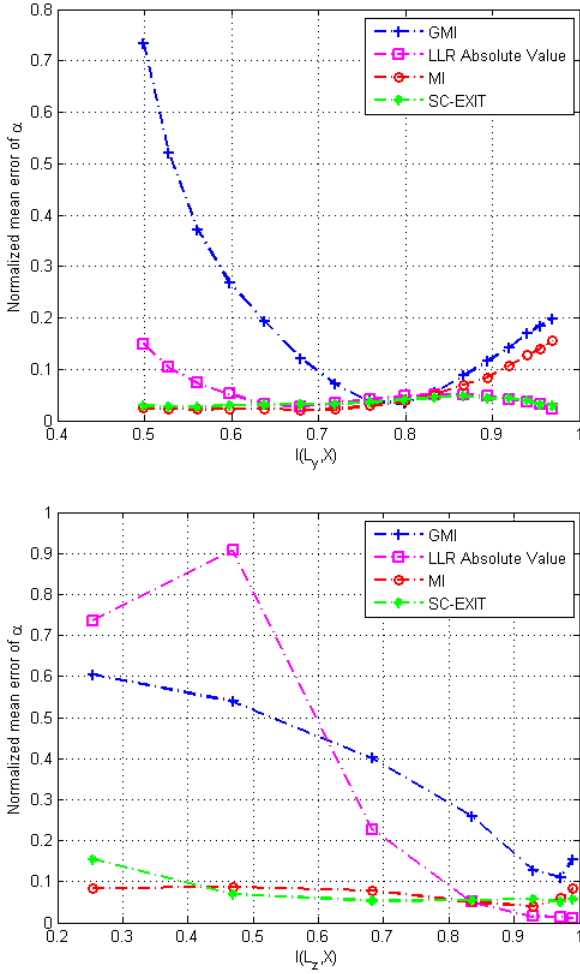 0.8
0.7
0.6
0.5
0.4
0.3
0.2
0.1
0
Normalized mean error of α
GMI
LLR Absolute Value
MI
SC-EXIT
0.4 0.5 0.6 0.7 0.8 0.9 1
I(L_y,X)
1
0.9
0.8
0.7
0.6
0.5
0.4
0.3
0.2
0.1
0
Normalized mean error of α
GMI
LLR Absolute Value
MI
SC-EXIT
0.2 0.3 0.4 0.5 0.6 0.7 0.8 0.9 1
I(L_z,X)